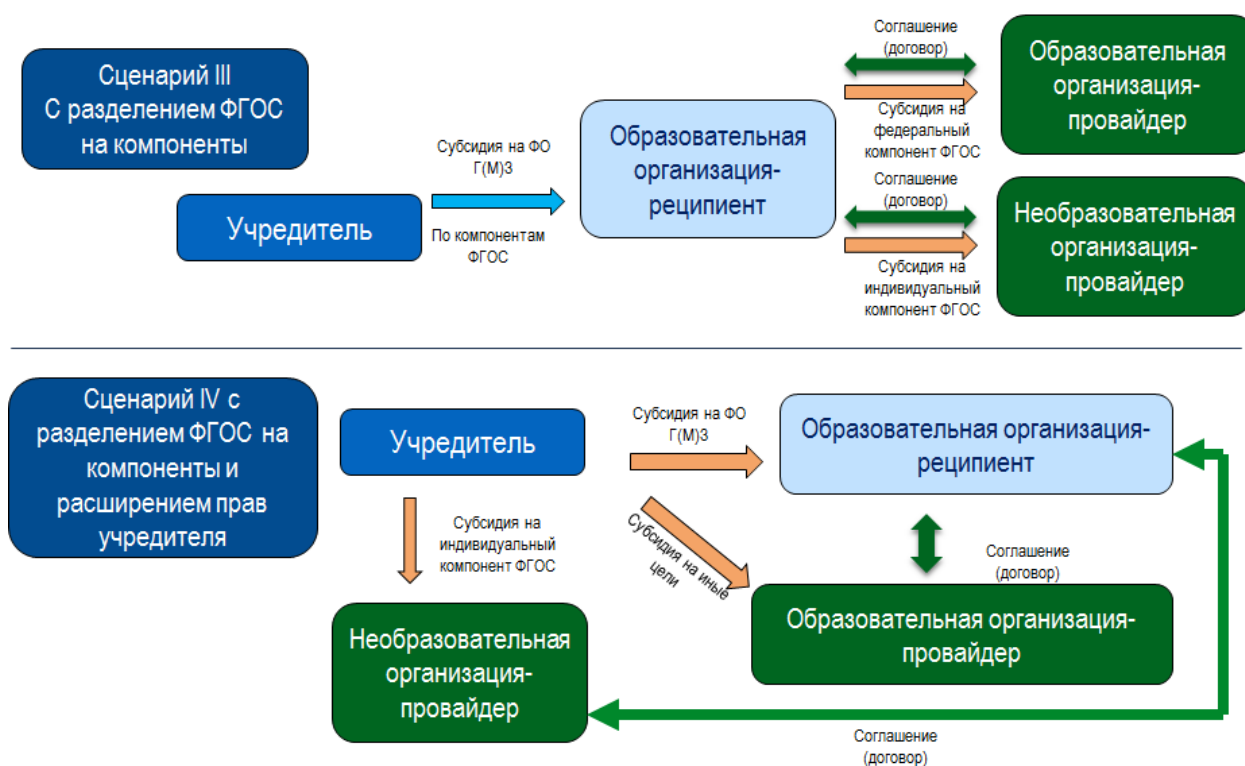 Сценарий III
С разделением ФГОС
на компоненты
Учредитель
Субсидия на ФО
Г(М)З
По компонентам
ФГОС
Образовательная
организация-
реципиент
Соглашение
(договор)
Субсидия на
федеральный
компонент ФГОС
Образовательная
организация-
провайдер
Соглашение
(договор)
Субсидия на
индивидуальный
компонент ФГОС
Необразовательная
организация-
провайдер
Сценарий IV с
разделением ФГОС на
компоненты и
расширением прав
учредителя
Учредитель
Субсидия на ФО
Г(М)З
Образовательная организация-
реципиент
Субсидия на
индивидуальный
компонент ФГОС
Субсидия на иные
цели
Соглашение
(договор)
Необразовательная
организация-
провайдер
Образовательная организация-
провайдер
Соглашение
(договор)